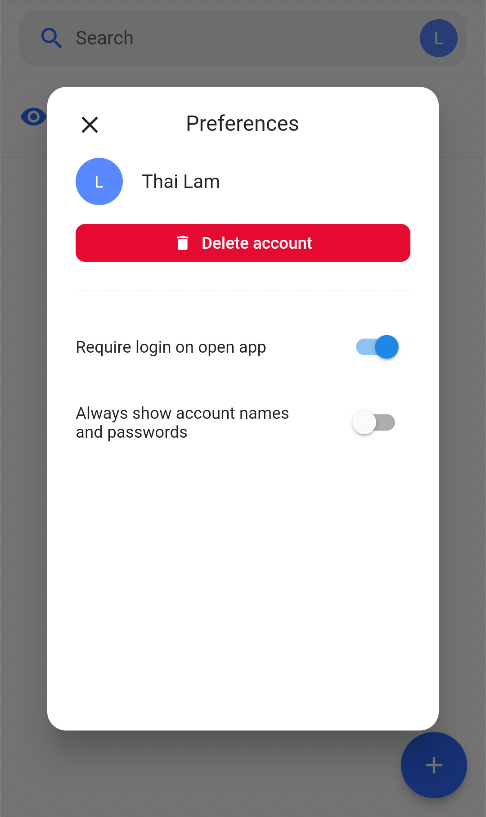 Search
L
Preferences
L
Thai Lam
Delete account
Require login on open app
Always show account names
and passwords